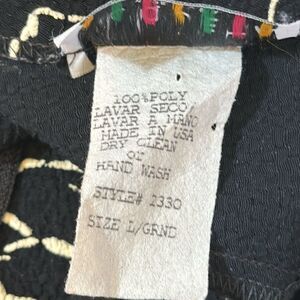 100%POLY
LAVAR SECO
LAVAR A MANO
MADE IN USA
DRY CLEAN
or
HAND WASH
STYLE# 2330
SIZE L/GRND